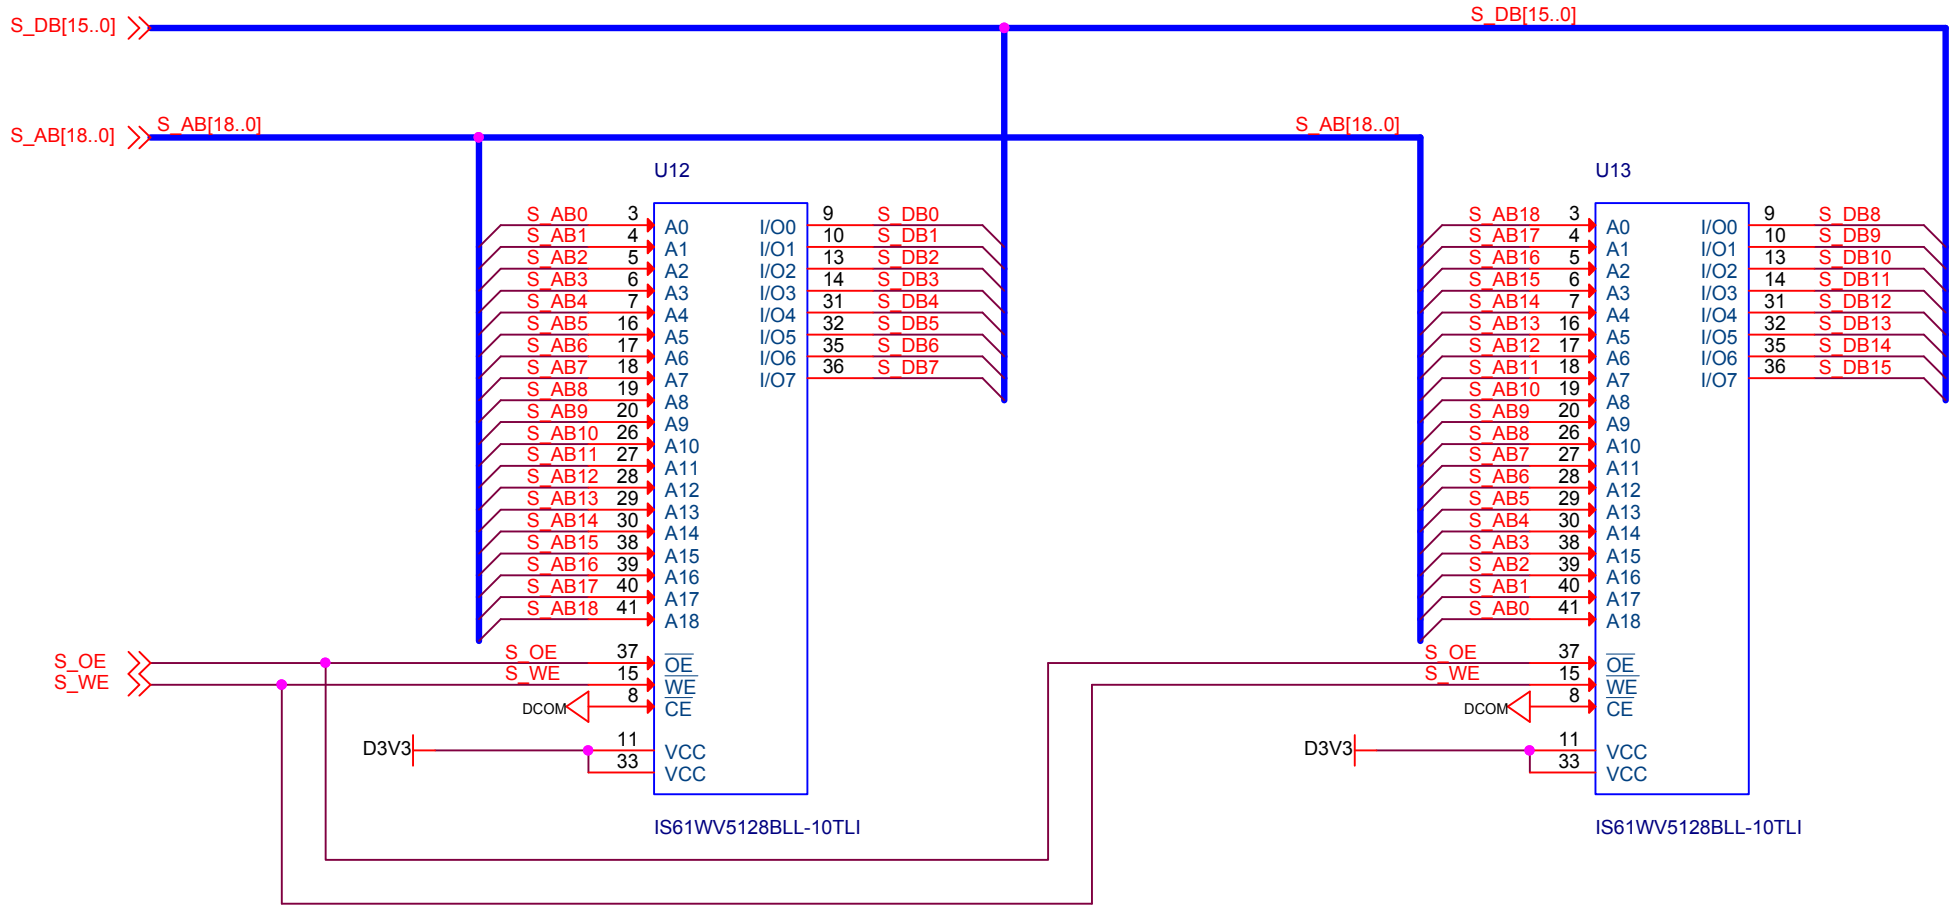 S_DB[15..0] S_DB[15..0]
S_AB[18..0] S_AB[18..0] S_AB[18..0]
U12 U13
S_AB0 3 A0 I/O0 9 S_DB0 S_AB18 3 A0 I/O0 9 S_DB8
S_AB1 4 A1 I/O1 10 S_DB1 S_AB17 4 A1 I/O1 10 S_DB9
S_AB2 5 A2 I/O2 13 S_DB2 S_AB16 5 A2 I/O2 13 S_DB10
S_AB3 6 A3 I/O3 14 S_DB3 S_AB15 6 A3 I/O3 14 S_DB11
S_AB4 7 A4 I/O4 31 S_DB4 S_AB14 7 A4 I/O4 31 S_DB12
S_AB5 16 A5 I/O5 32 S_DB5 S_AB13 16 A5 I/O5 32 S_DB13
S_AB6 17 A6 I/O6 35 S_DB6 S_AB12 17 A6 I/O6 35 S_DB14
S_AB7 18 A7 I/O7 36 S_DB7 S_AB11 18 A7 I/O7 36 S_DB15
S_AB8 19 A8 S_AB10 19 A8
S_AB9 20 A9 S_AB9 20 A9
S_AB10 26 A10 S_AB8 26 A10
S_AB11 27 A11 S_AB7 27 A11
S_AB12 28 A12 S_AB6 28 A12
S_AB13 29 A13 S_AB5 29 A13
S_AB14 30 A14 S_AB4 30 A14
S_AB15 38 A15 S_AB3 38 A15
S_AB16 39 A16 S_AB2 39 A16
S_AB17 40 A17 S_AB1 40 A17
S_AB18 41 A18 S_AB0 41 A18
S_OE S_OE 37 OE S_OE 37 OE
S_WE S_WE 15 WE S_WE 15 WE
DCOM 8 CE DCOM 8 CE
D3V3 11 VCC D3V3 11 VCC
33 VCC 33 VCC
IS61WV5128BLL-10TLI IS61WV5128BLL-10TLI